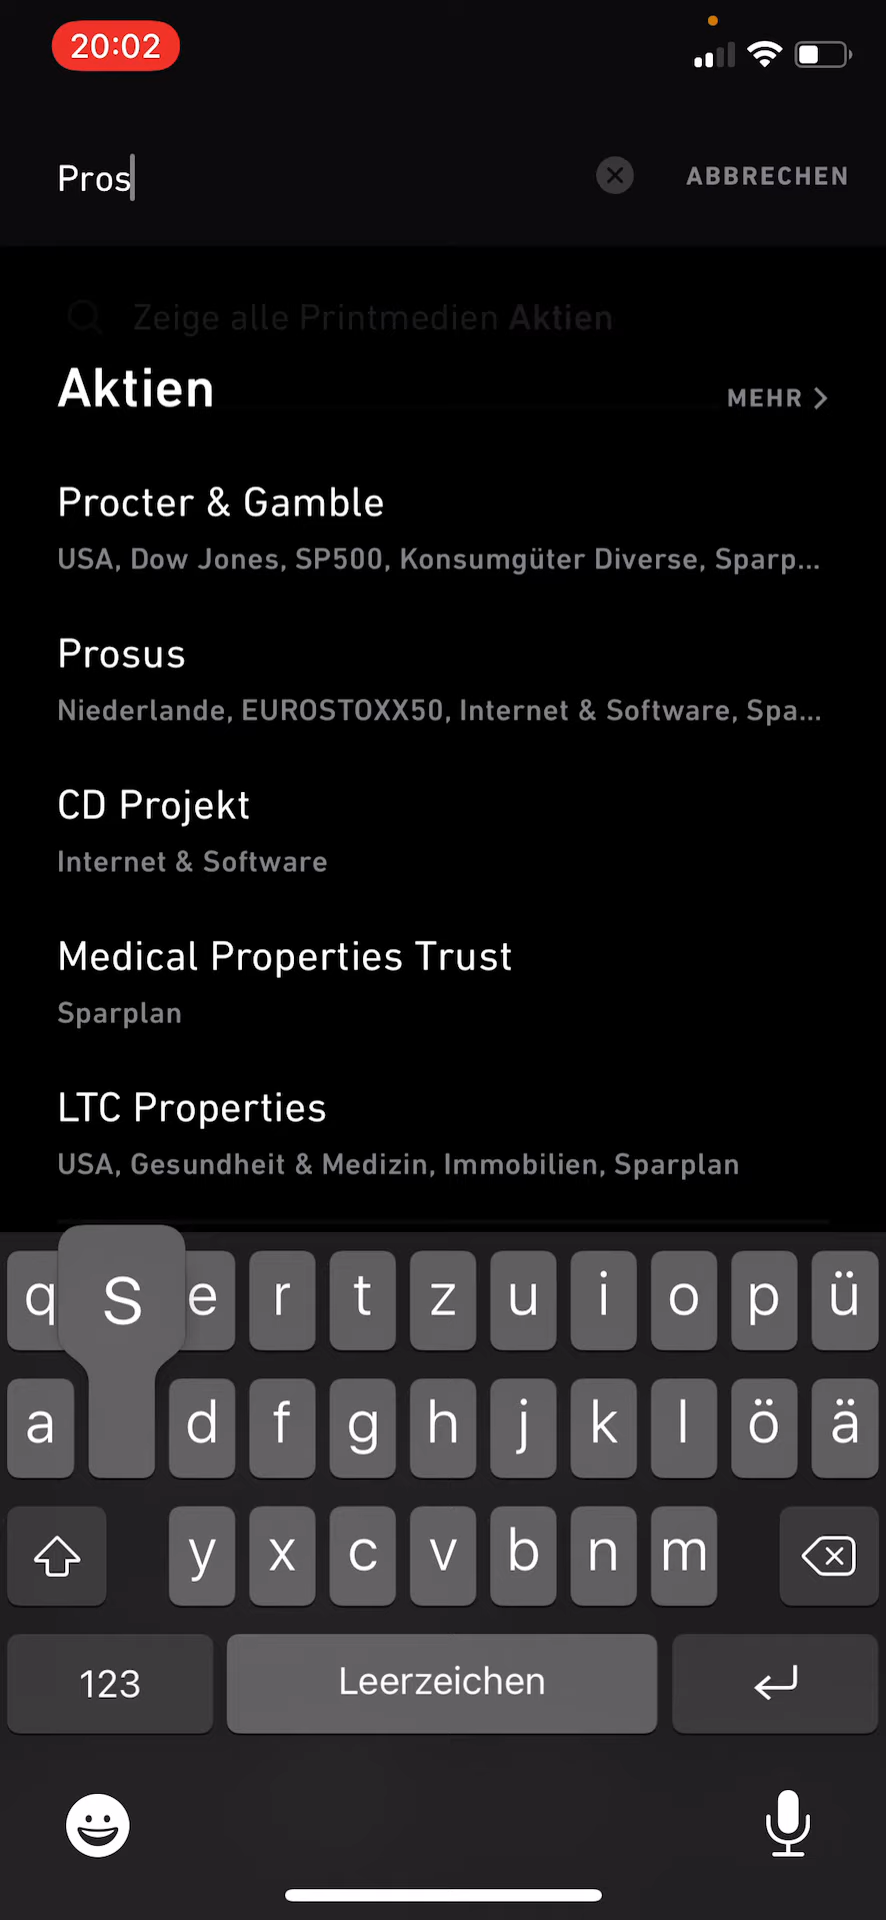 20:02
Pros
ABBRECHEN
Zeige alle Printmedien Aktien
Aktien
MEHR
Procter & Gamble
USA, Dow Jones, SP500, Konsumgüter Diverse, Sparp...
Prosus
Niederlande, EUROSTOXX50, Internet & Software, Spa...
CD Projekt
Internet & Software
Medical Properties Trust
Sparplan
LTC Properties
USA, Gesundheit & Medizin, Immobilien, Sparplan
q S e r t z u i o p ü
a d f g h j k l ö ä
y x c v b n m
123 Leerzeichen